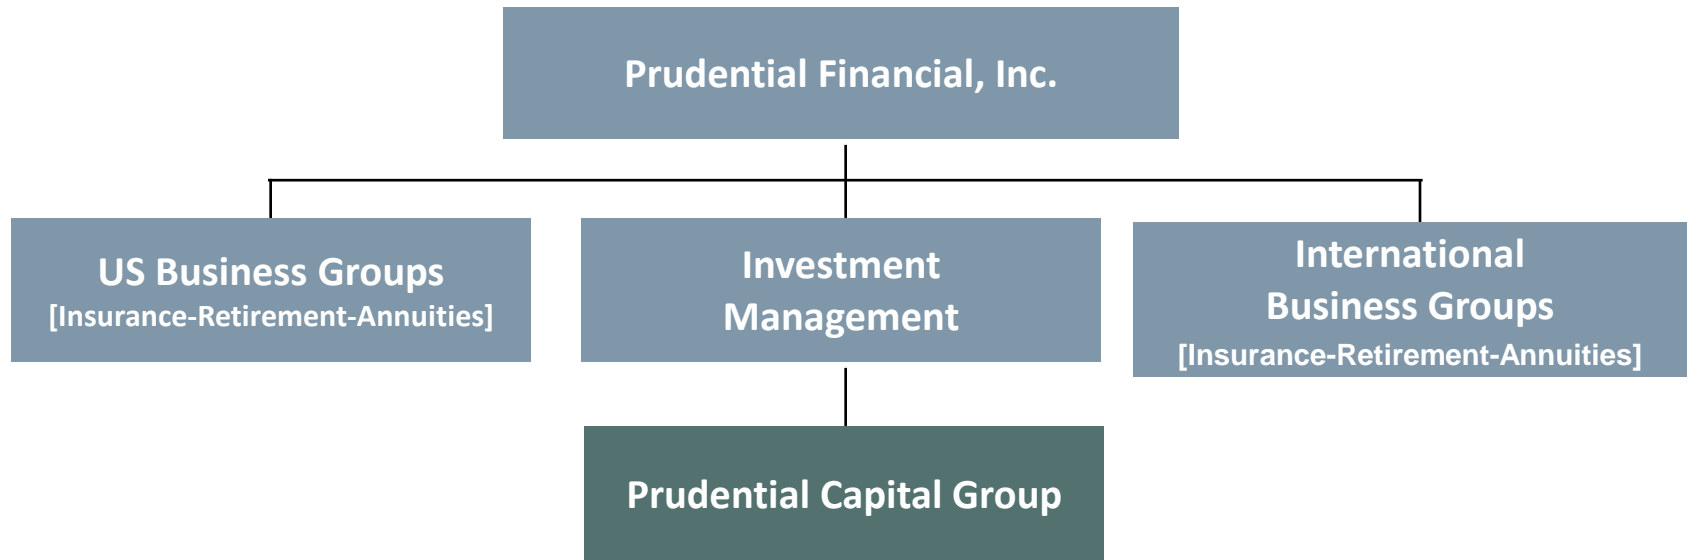 Prudential Financial, Inc.
US Business Groups
[Insurance-Retirement-Annuities]
Investment
Management
International
Business Groups
[Insurance-Retirement-Annuities]
Prudential Capital Group